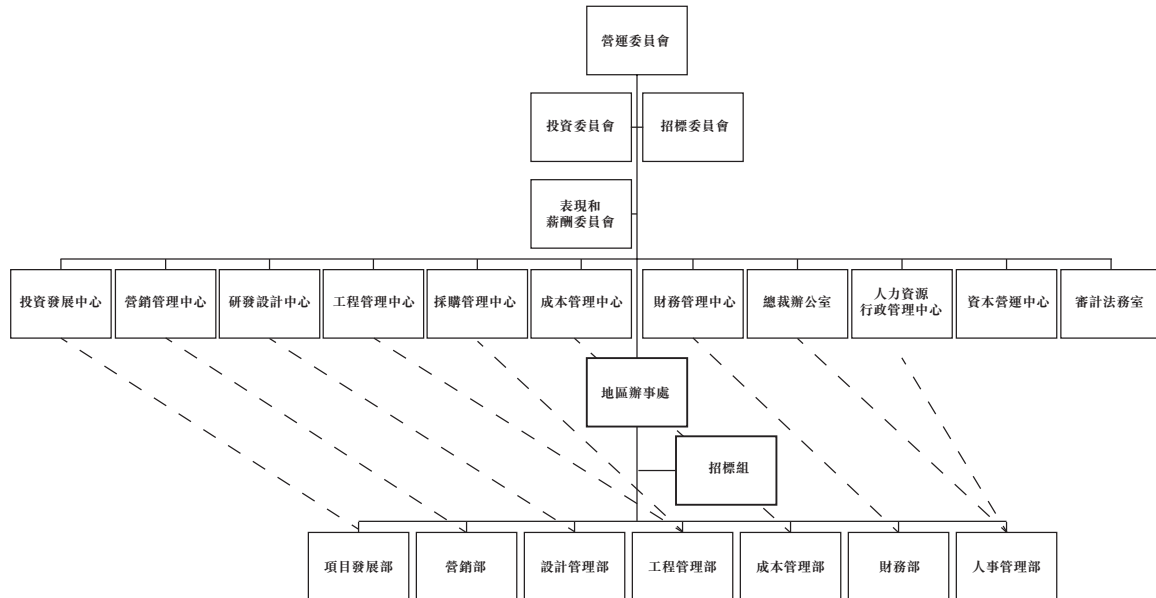 營運委員會
投資委員會
招標委員會
表現和
薪酬委員會
投資發展中心
營銷管理中心
研發設計中心
工程管理中心
採購管理中心
成本管理中心
財務管理中心
總裁辦公室
人力資源
行政管理中心
資本營運中心
審計法務室
地區辦事處
招標組
項目發展部
營銷部
設計管理部
工程管理部
成本管理部
財務部
人事管理部